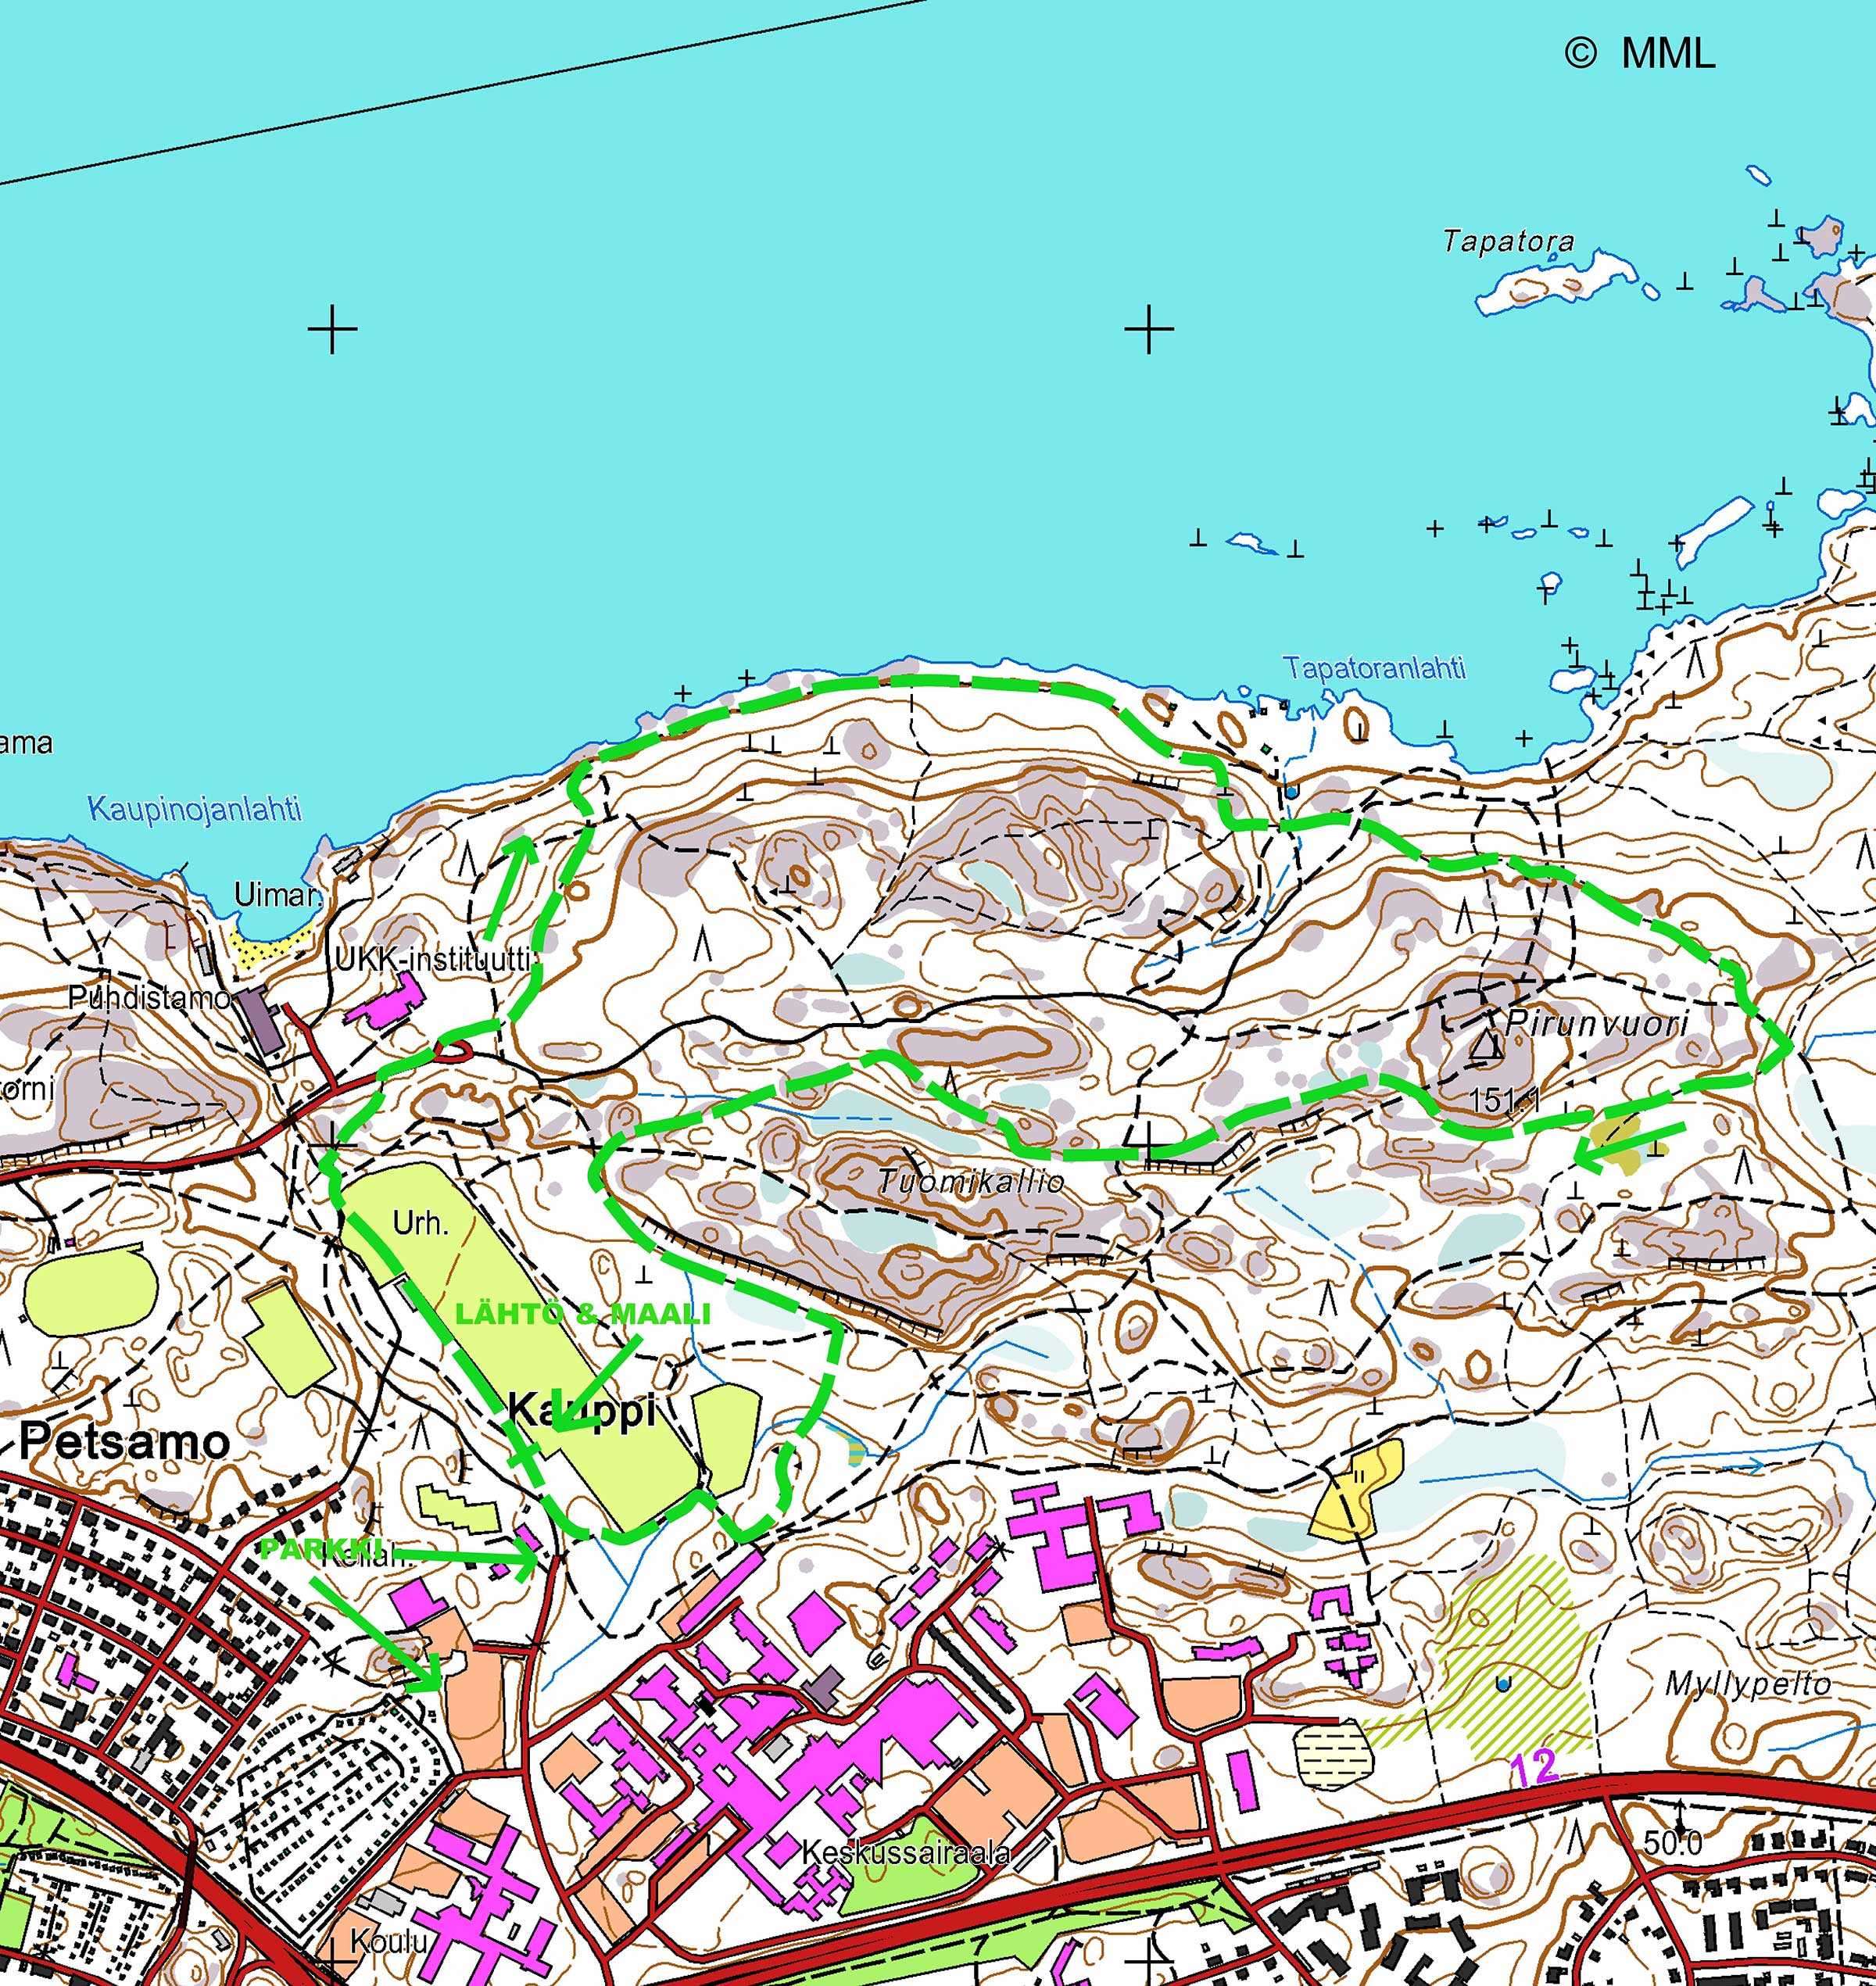 © MML
Tapatora
Tapatoranlahti
ama
Kaupinojanlahti
Uimar.
UKK-instituutti
Puhdistamo
Pirunvuori
orni
151.1
Tuomikallio
Urh.
LÄHTÖ & MAALI
Kauppi
Petsamo
PARKKI
Myllypelto
12
Keskussairaala
50.0
Koulu